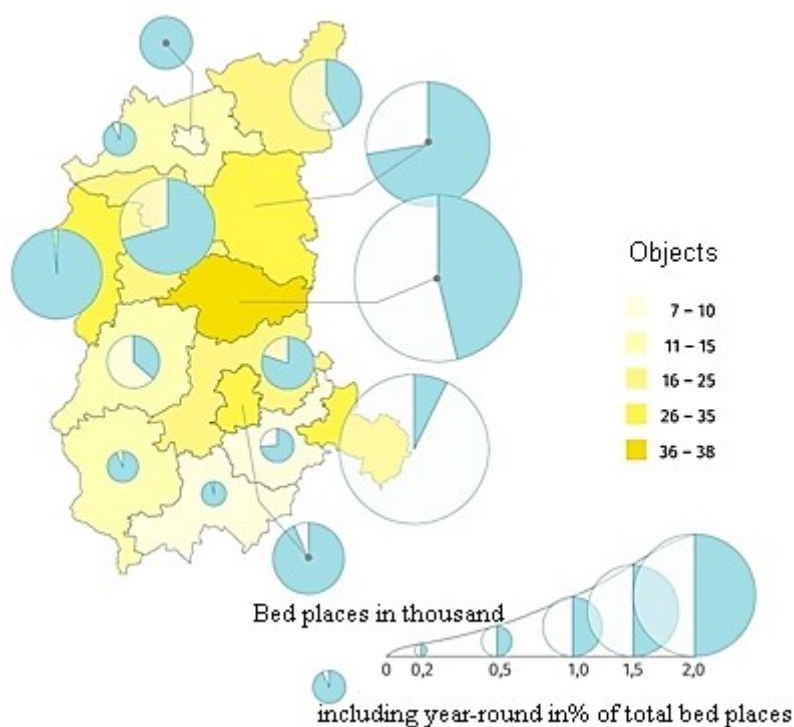 Objects
7 – 10
11 – 15
16 – 25
26 – 35
36 – 38
Bed places in thousand
0 0,2 0,5 1,0 1,5 2,0
including year-round in% of total bed places